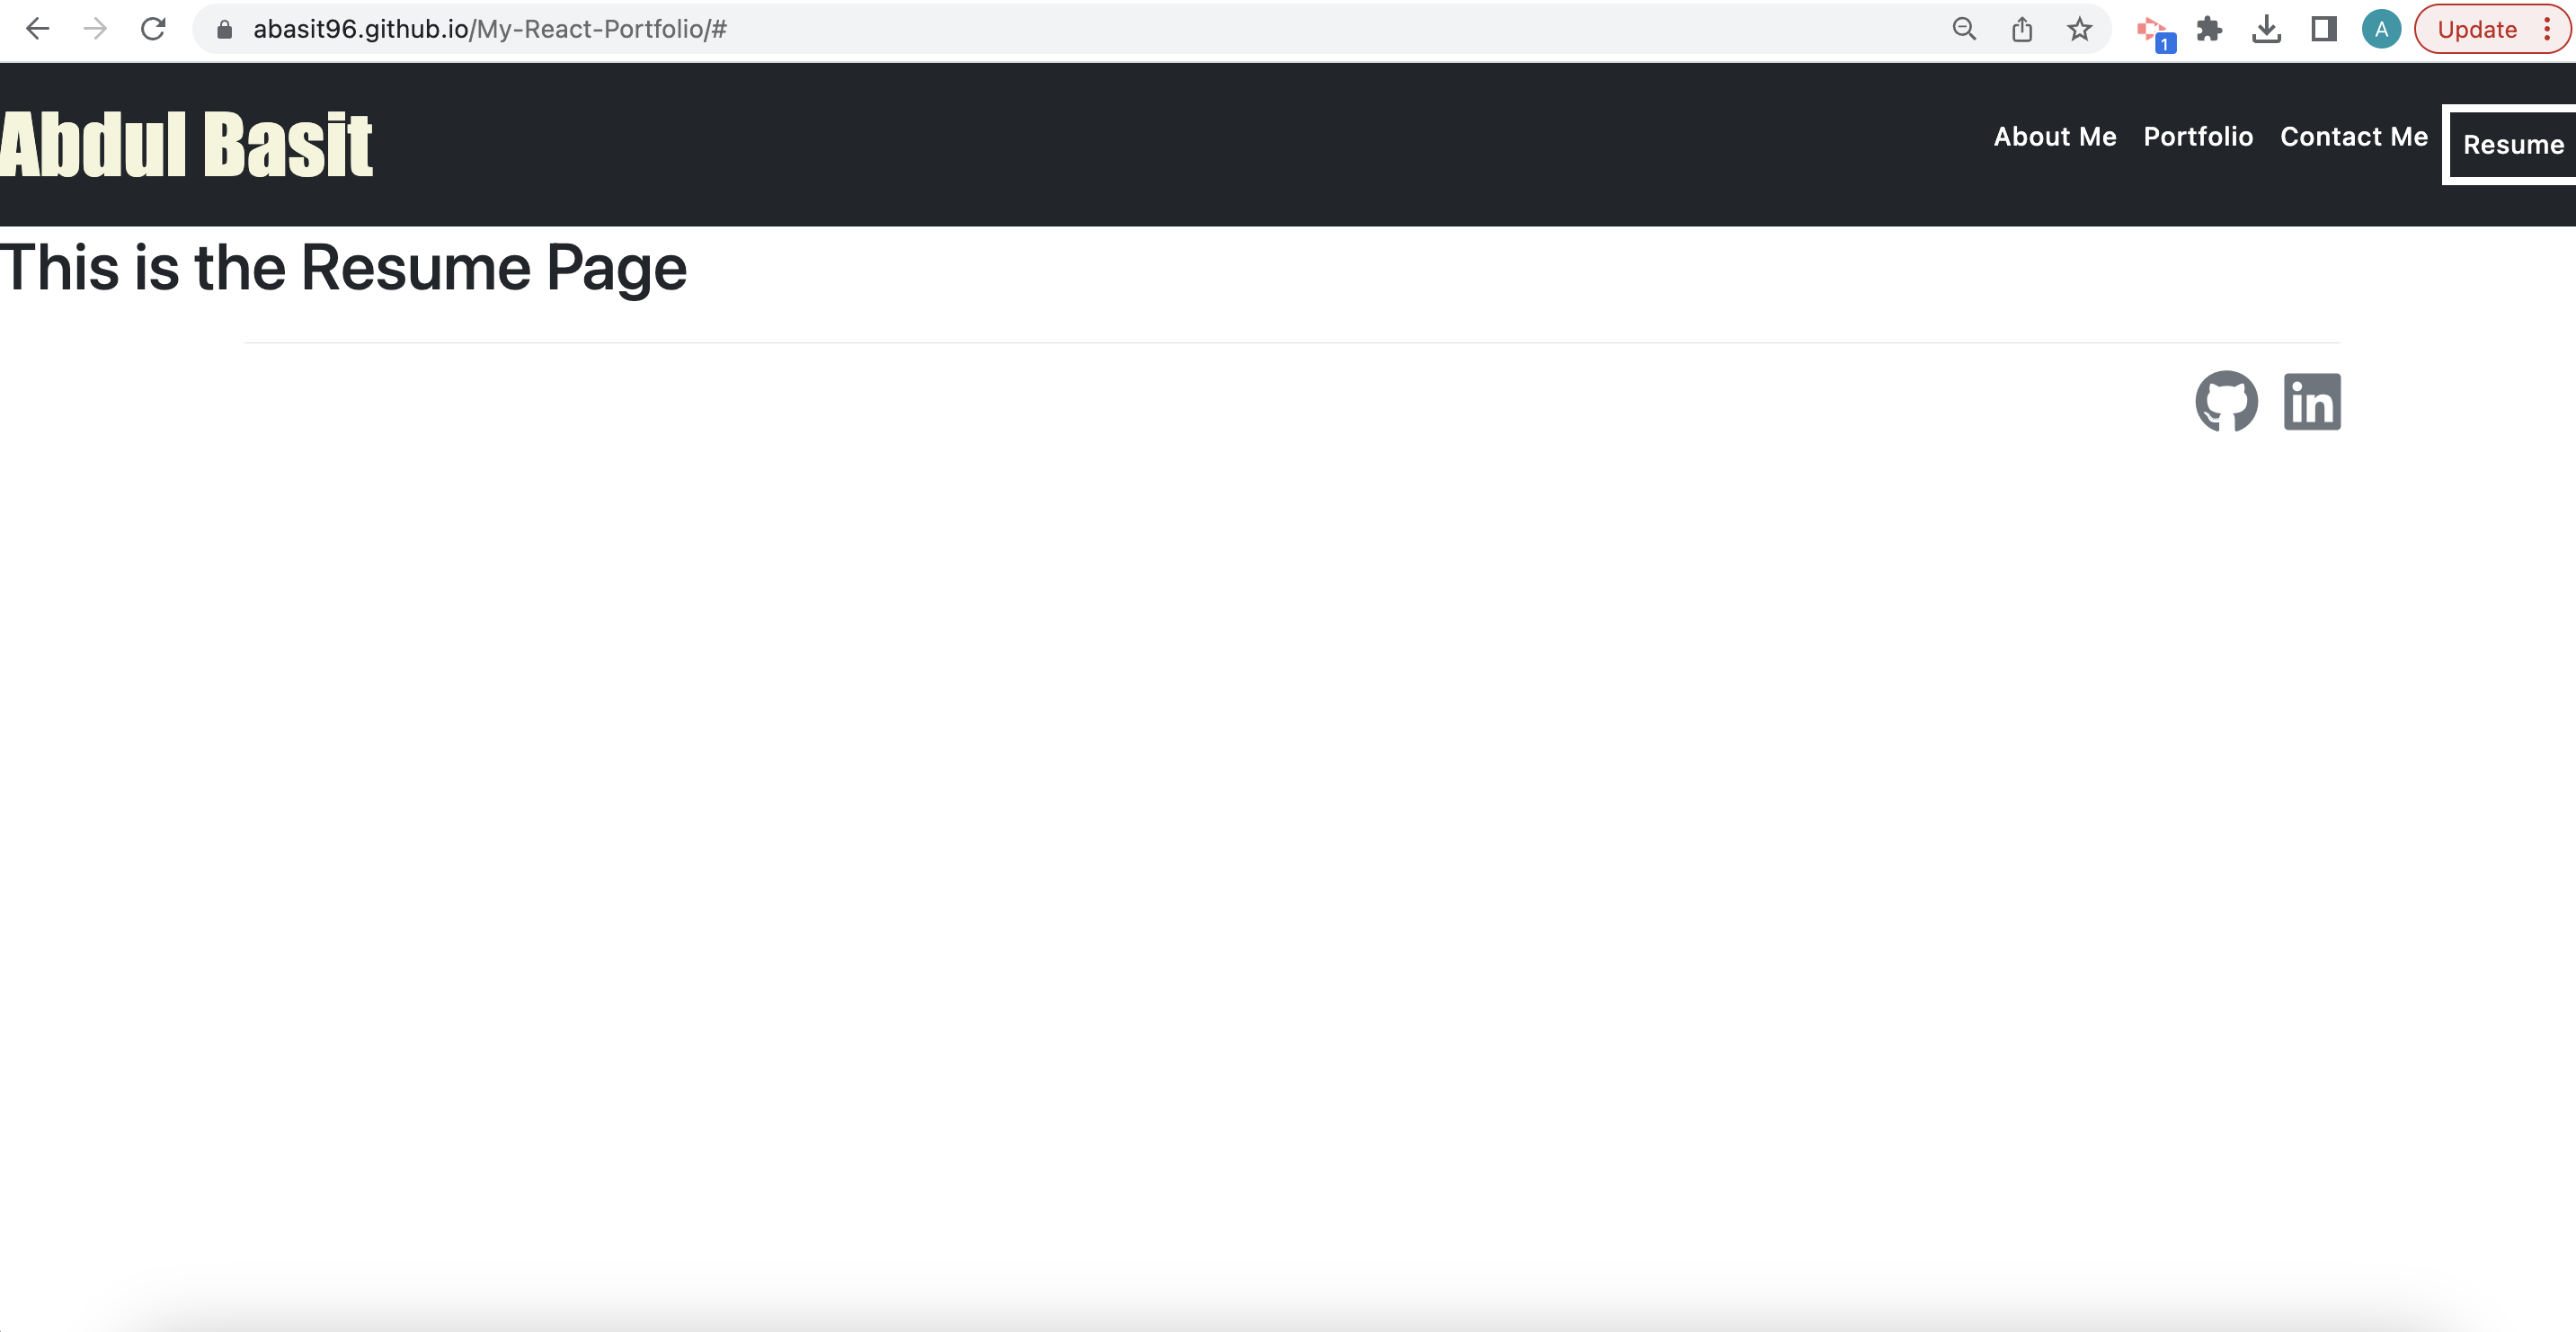 abasit96.github.io/My-React-Portfolio/#
1
A
Update
Abdul Basit
About Me Portfolio Contact Me Resume
This is the Resume Page
in